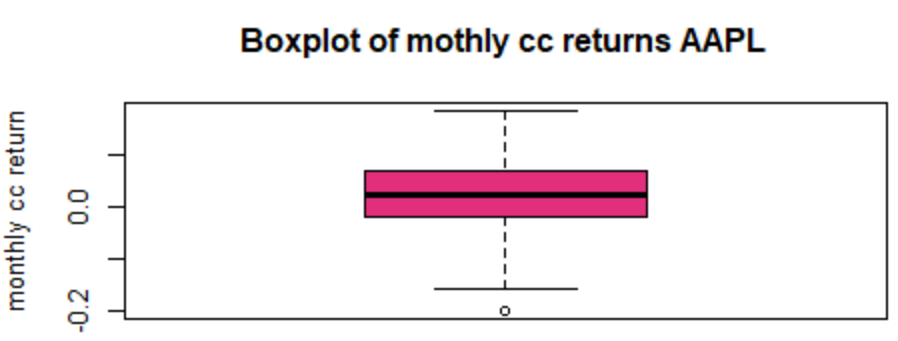 Boxplot of mothly cc returns AAPL
monthly cc return
0.0
-0.2